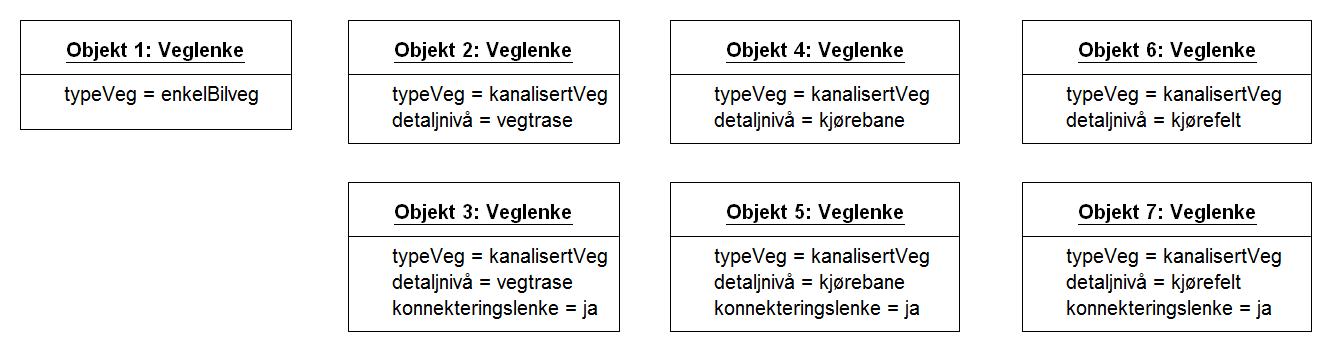 Objekt 1: Veglenke
typeVeg = enkelBilveg
Objekt 2: Veglenke
typeVeg = kanalisertVeg
detaljnivå = vegtrase
Objekt 4: Veglenke
typeVeg = kanalisertVeg
detaljnivå = kjørebane
Objekt 6: Veglenke
typeVeg = kanalisertVeg
detaljnivå = kjørefelt
Objekt 3: Veglenke
typeVeg = kanalisertVeg
detaljnivå = vegtrase
konnekteringslenke = ja
Objekt 5: Veglenke
typeVeg = kanalisertVeg
detaljnivå = kjørebane
konnekteringslenke = ja
Objekt 7: Veglenke
typeVeg = kanalisertVeg
detaljnivå = kjørefelt
konnekteringslenke = ja